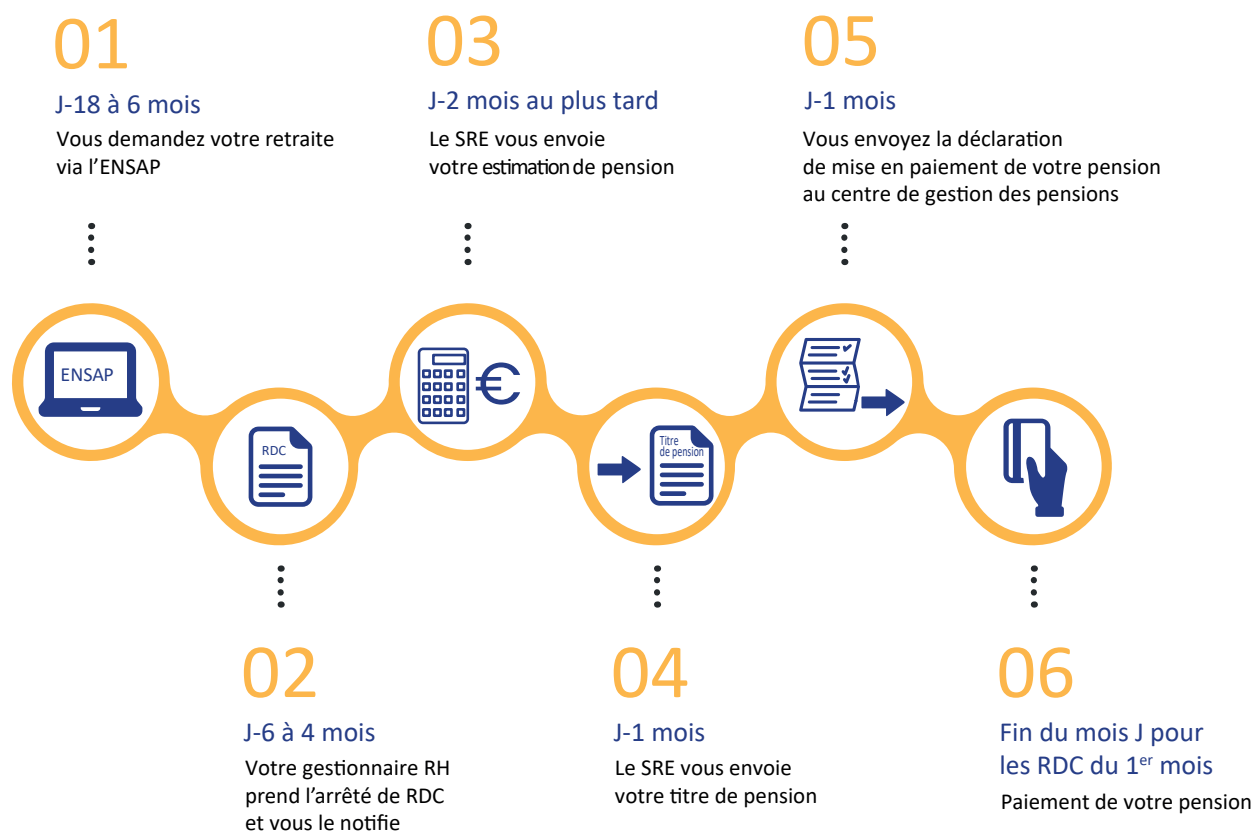 01
J-18 à 6 mois
Vous demandez votre retraite
via l’ENSAP
03
J-2 mois au plus tard
Le SRE vous envoie
votre estimation de pension
05
J-1 mois
Vous envoyez la déclaration
de mise en paiement de votre pension
au centre de gestion des pensions
ENSAP
RDC
Titre
de pension
02
J-6 à 4 mois
Votre gestionnaire RH
prend l’arrêté de RDC
et vous le notifie
04
J-1 mois
Le SRE vous envoie
votre titre de pension
06
Fin du mois J pour
les RDC du 1er mois
Paiement de votre pension